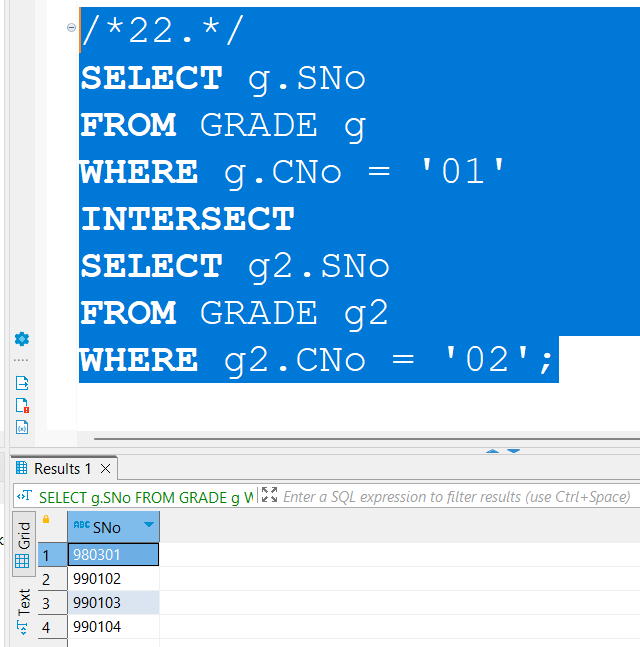 /*22.*/
SELECT g.SNo
FROM GRADE g
WHERE g.CNo = '01'
INTERSECT
SELECT g2.SNo
FROM GRADE g2
WHERE g2.CNo = '02';
Results 1
SELECT g.SNo FROM GRADE g W
Enter a SQL expression to filter results (use Ctrl+Space)
Grid
Text
ABC SNo
1 980301
2 990102
3 990103
4 990104